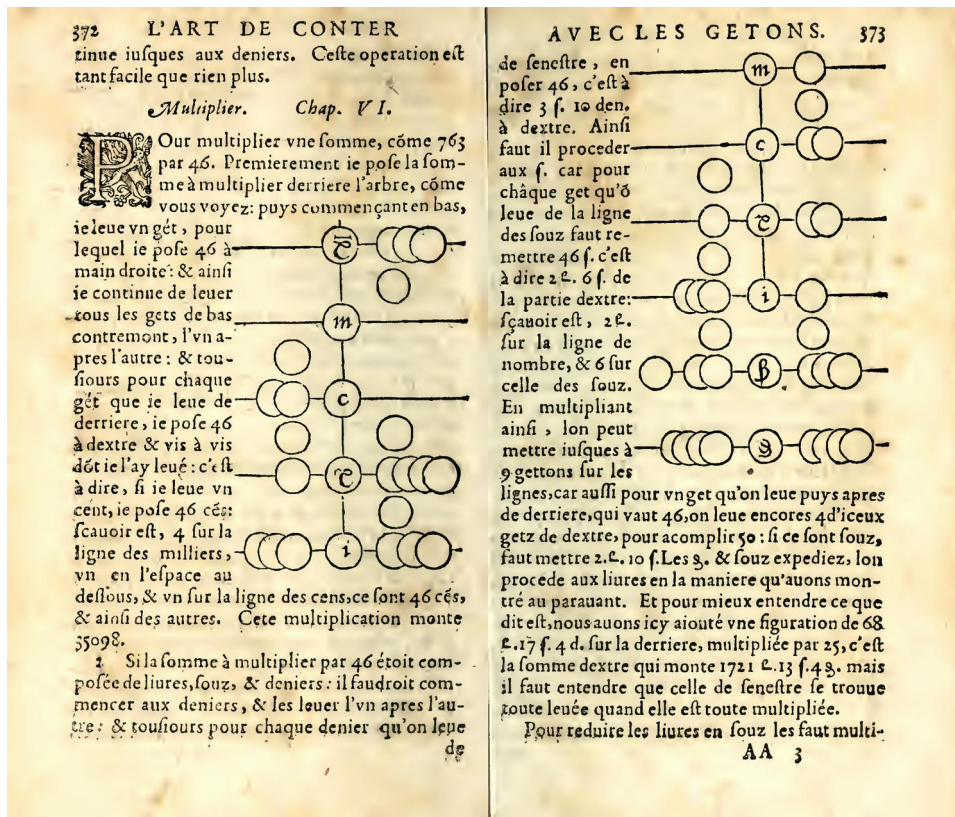 372 L'ART DE CONTER
tinue iuſques aux deniers. Ceſte operation eſt
tant facile que rien plus.
Multiplier. Chap. VI.
POur multiplier vne ſomme, cõme 763
par 46. Premierement ie poſe la ſom-
me à multiplier derriere l'arbre, cõme
vous voyez: puys commençant en bas,
ie leue vn gét, pour
lequel ie poſe 46 à
main droite: & ainſi
ie continue de leuer
tous les gets de bas
contremont, l'vn a-
pres l'autre: & tou-
ſiours pour chaque
gét que ie leue de
derriere, ie poſe 46
à dextre & vis à vis
dõt ie l'ay leué: c'eſt
à dire, ſi ie leue vn
cent, ie poſe 46 cẽs:
ſcauoir eſt, 4 ſur la
ligne des milliers,
vn en l'eſpace au
deſſous, & vn ſur la ligne des cens, ce ſont 46 cẽs,
& ainſi des autres. Cete multiplication monte
35098.
2 Si la ſomme à multiplier par 46 étoit com-
poſée de liures, ſouz, & deniers: il faudroit com-
mencer aux deniers, & les leuer l'vn apres l'au-
tre: & touſiours pour chaque denier qu'on leue
de
m
c
i
AVEC LES GETONS. 373
de feneſtre, en
poſer 46, c'eſt à
dire 3 ſ. 10 den.
à dextre. Ainſi
faut il proceder
aux ſ. car pour
châque get qu'õ
leue de la ligne
des ſouz faut re-
mettre 46 ſ. c'eſt
à dire 2 £. 6 ſ. de
la partie dextre:
ſçauoir eſt, 2 £.
ſur la ligne de
nombre, & 6 ſur
celle des ſouz.
En multipliant
ainſi, lon peut
mettre iuſques à
9 gettons ſur les
lignes, car auſſi pour vn get qu'on leue puys apres
de derriere, qui vaut 46, on leue encores 4 d'iceux
getz de dextre, pour acomplir 50: ſi ce ſont ſouz,
faut mettre 2. £. 10 ſ. Les ꝯ. & ſouz expediez, lon
procede aux liures en la maniere qu'auons mon-
tré au parauant. Et pour mieux entendre ce que
dit eſt, nous auons icy aiouté vne figuration de 68
£. 17 ſ. 4 d. ſur la derriere, multipliée par 25, c'eſt
la ſomme dextre qui monte 1721 £. 13 ſ. 4 ꝯ. mais
il faut entendre que celle de feneſtre ſe trouue
toute leuée quand elle eſt toute multipliée.
Pour reduire les liures en ſouz les faut multi-
AA 3
m
c
i
ꝯ